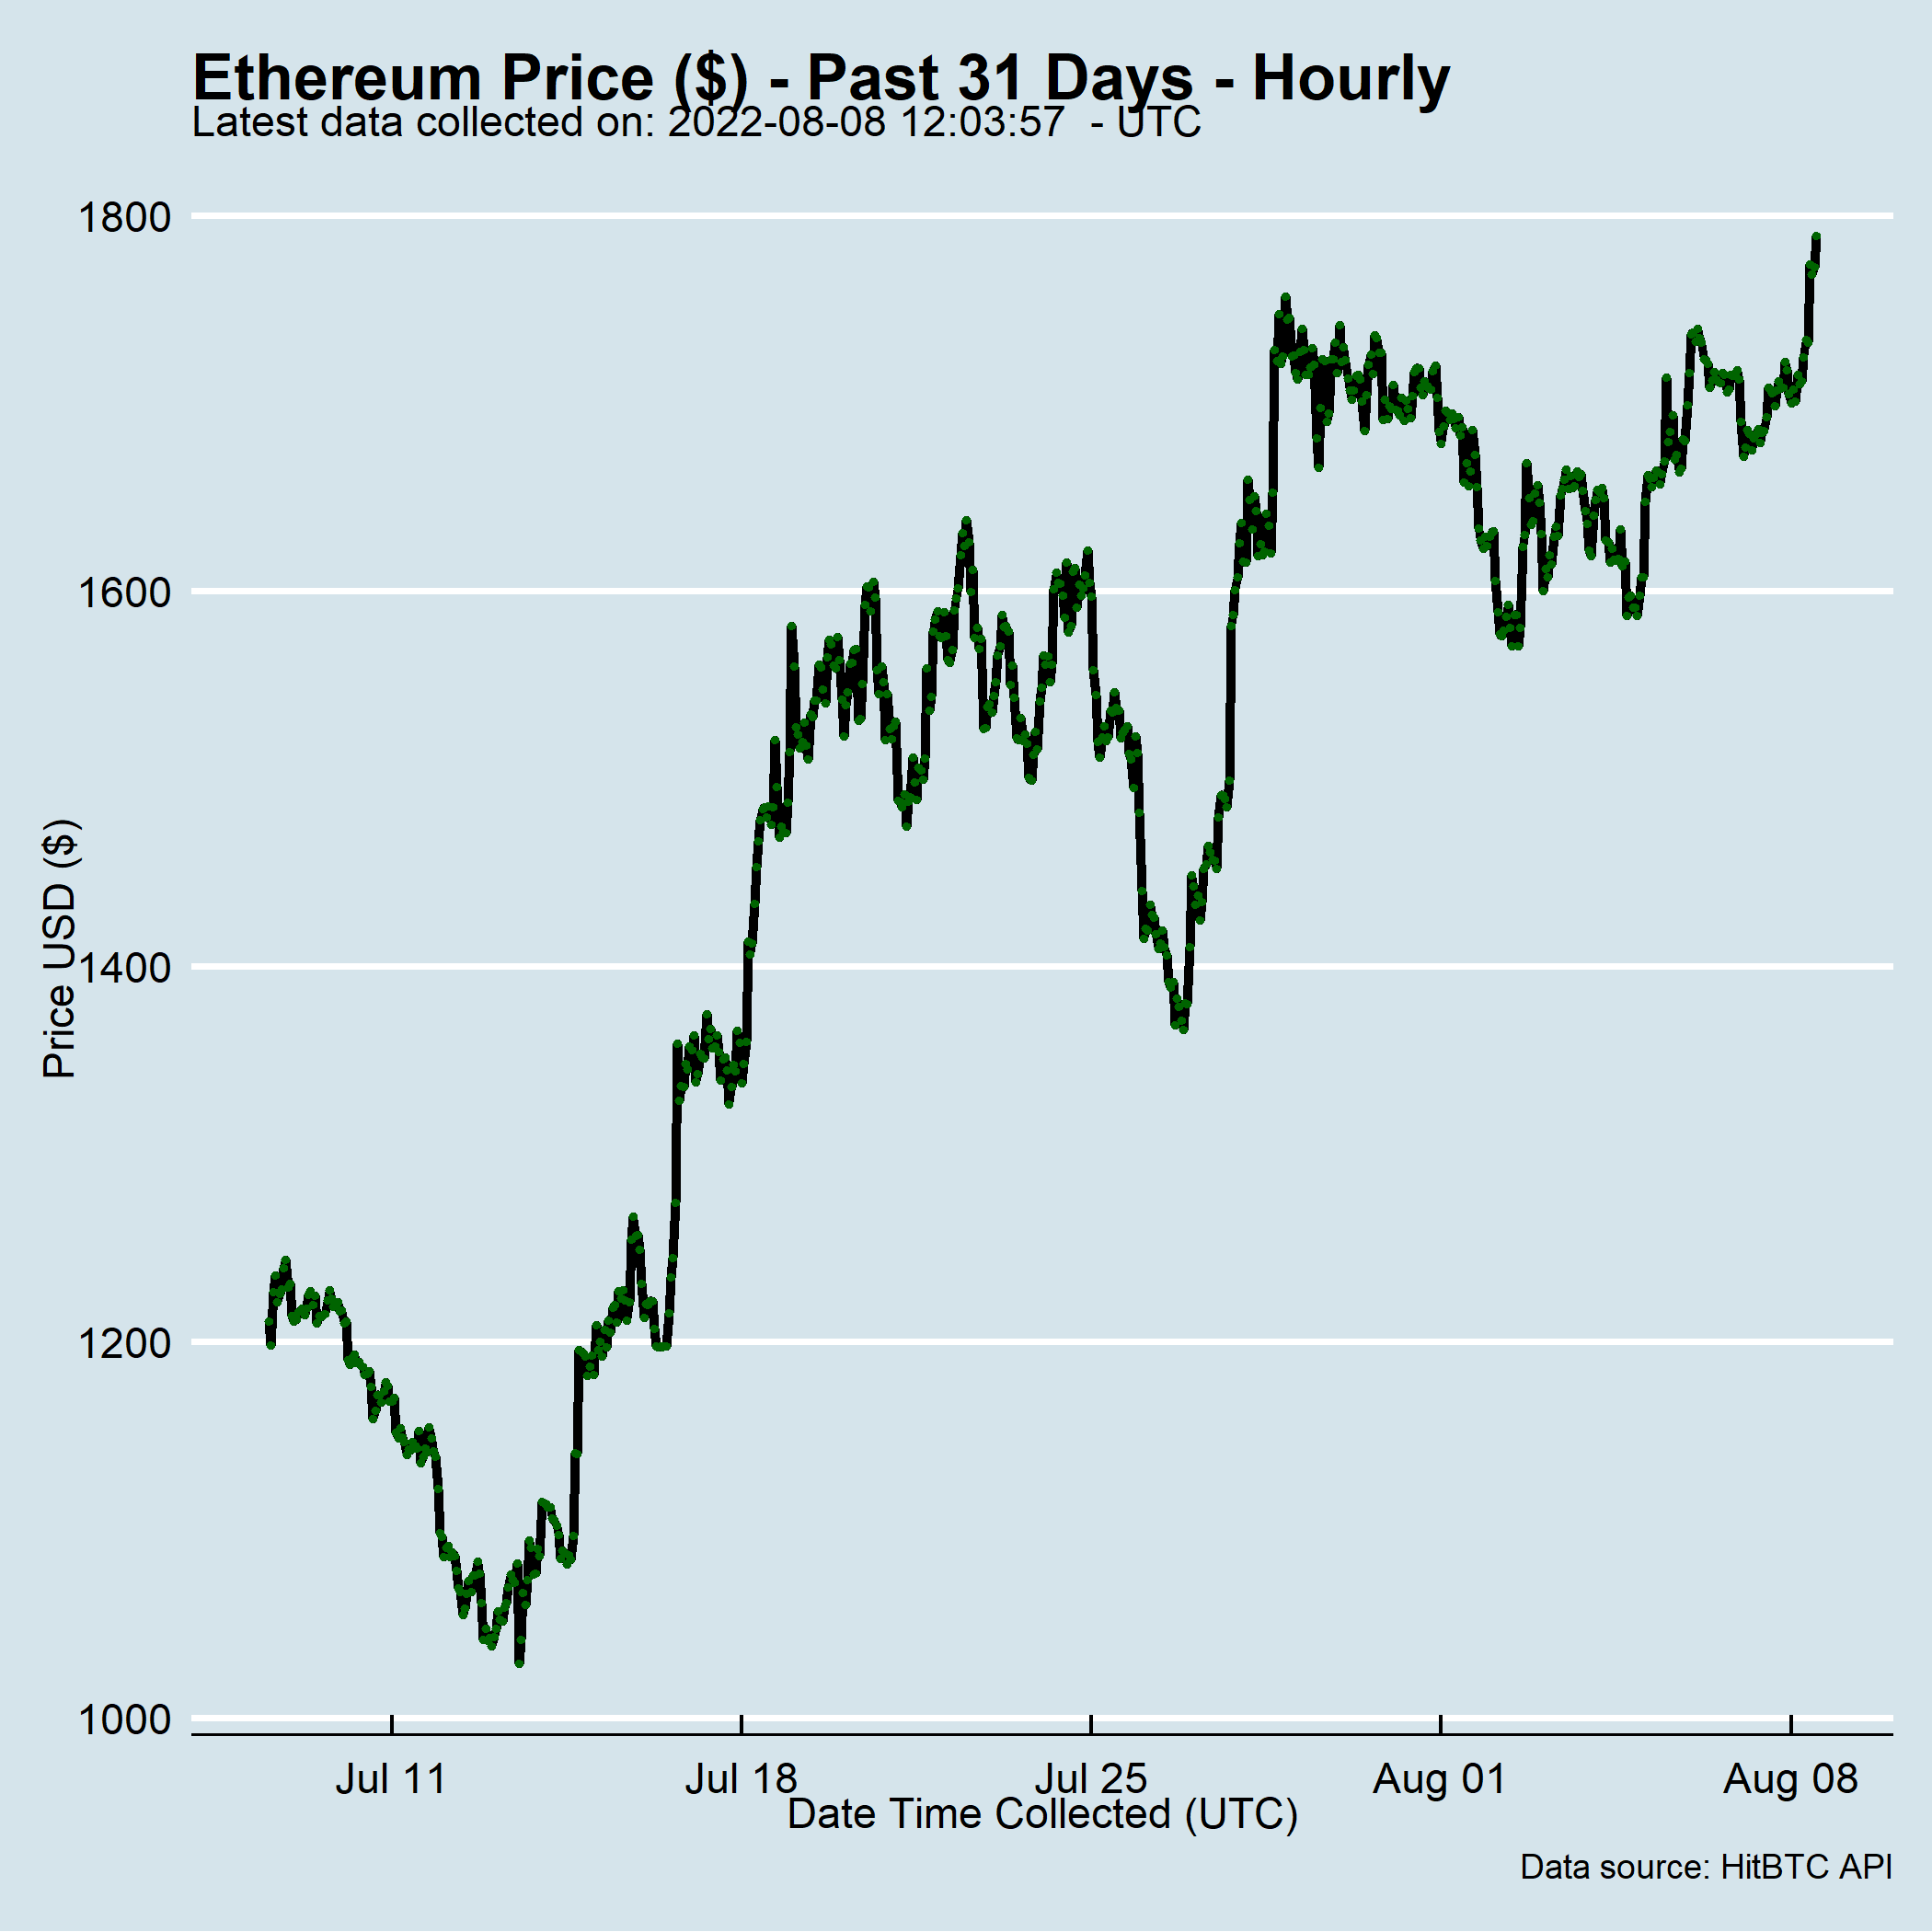 Ethereum Price ($) - Past 31 Days - Hourly
Latest data collected on: 2022-08-08 12:03:57  - UTC
1800
1600
1400
1200
1000
Price USD ($)
Jul 11
Jul 18
Jul 25
Aug 01
Aug 08
Date Time Collected (UTC)
Data source: HitBTC API